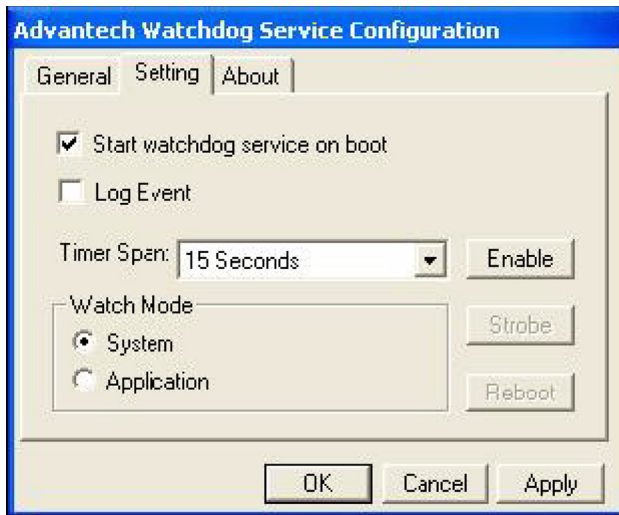 Advantech Watchdog Service Configuration
General Setting About
Start watchdog service on boot
Log Event
Timer Span: 15 Seconds Enable
Watch Mode
Strobe
System
Application
Reboot
OK Cancel Apply